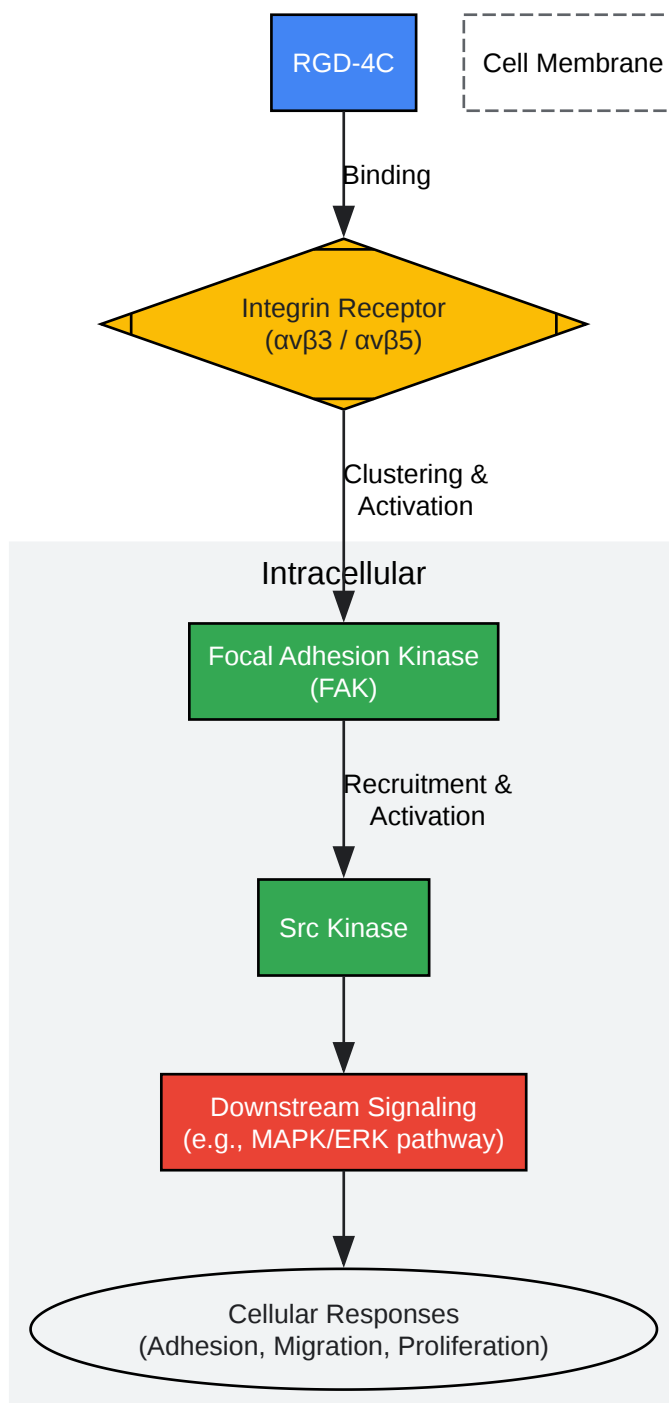 RGD-4C
Cell Membrane
Binding
Integrin Receptor
(αvβ3 / αvβ5)
Clustering &
Activation
Intracellular
Focal Adhesion Kinase
(FAK)
Recruitment &
Activation
Src Kinase
Downstream Signaling
(e.g., MAPK/ERK pathway)
Cellular Responses
(Adhesion, Migration, Proliferation)